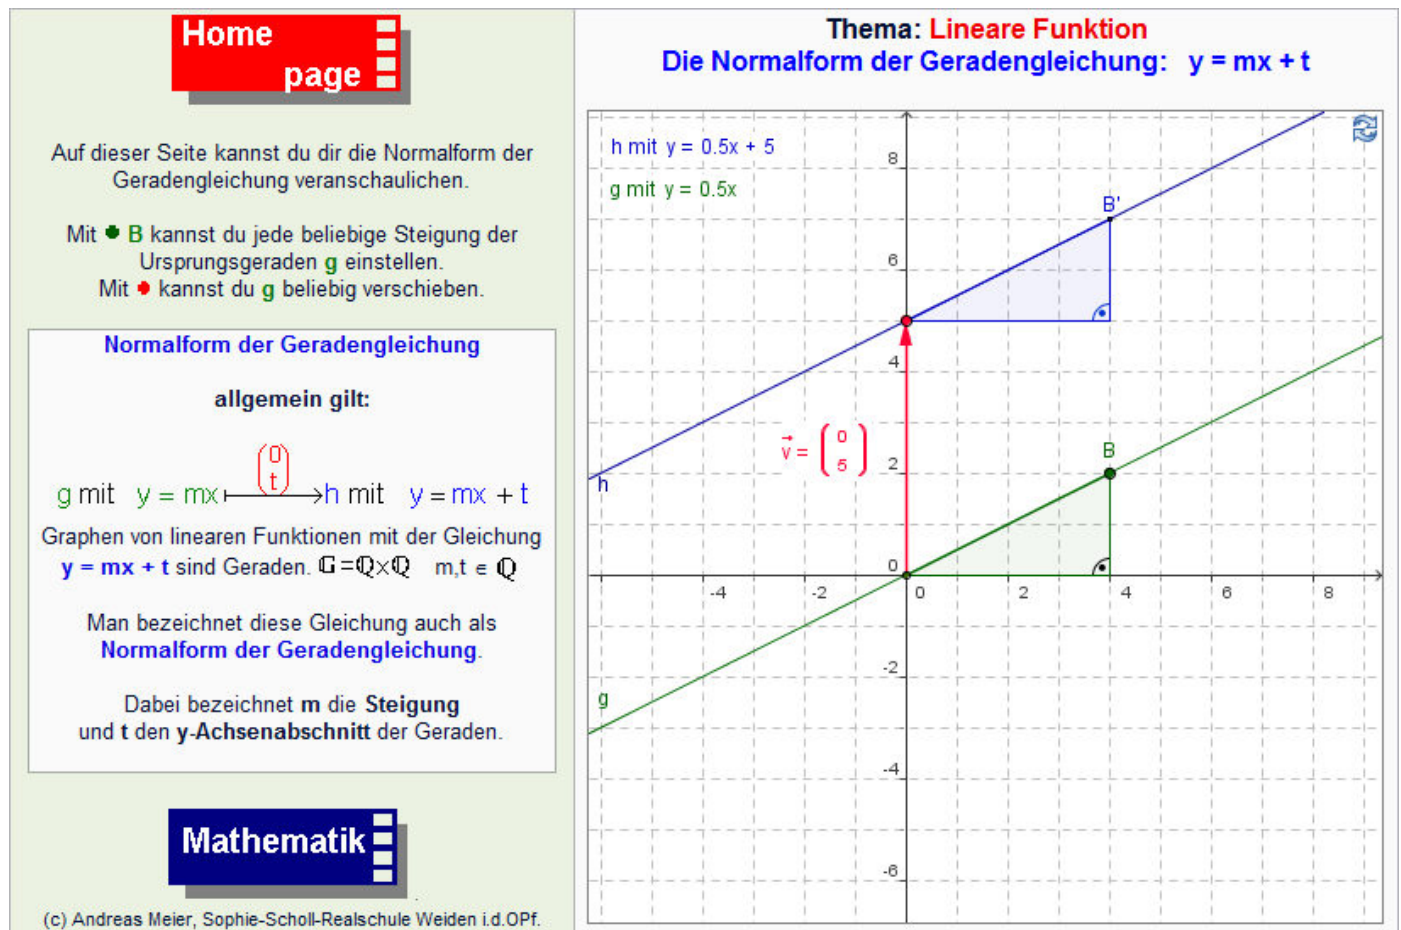 Home
page
Auf dieser Seite kannst du dir die Normalform der
Geradengleichung veranschaulichen.
Mit B kannst du jede beliebige Steigung der
Ursprungsgeraden g einstellen.
Mit kannst du g beliebig verschieben.
Normalform der Geradengleichung
allgemein gilt:
0
t
g mit y = mx h mit y = mx + t
Graphen von linearen Funktionen mit der Gleichung
y = mx + t sind Geraden. G=ℚ×ℚ m,t ∈ ℚ
Man bezeichnet diese Gleichung auch als
Normalform der Geradengleichung.
Dabei bezeichnet m die Steigung
und t den y-Achsenabschnitt der Geraden.
Mathematik
(c) Andreas Meier, Sophie-Scholl-Realschule Weiden i.d.OPf.
Thema: Lineare Funktion
Die Normalform der Geradengleichung: y = mx + t
h mit y = 0.5x + 5
g mit y = 0.5x
8
B'
6
4
v = ( 0
5 )
2
B
h
0
-4 -2 0 2 4 6 8
-2
g
-4
-6